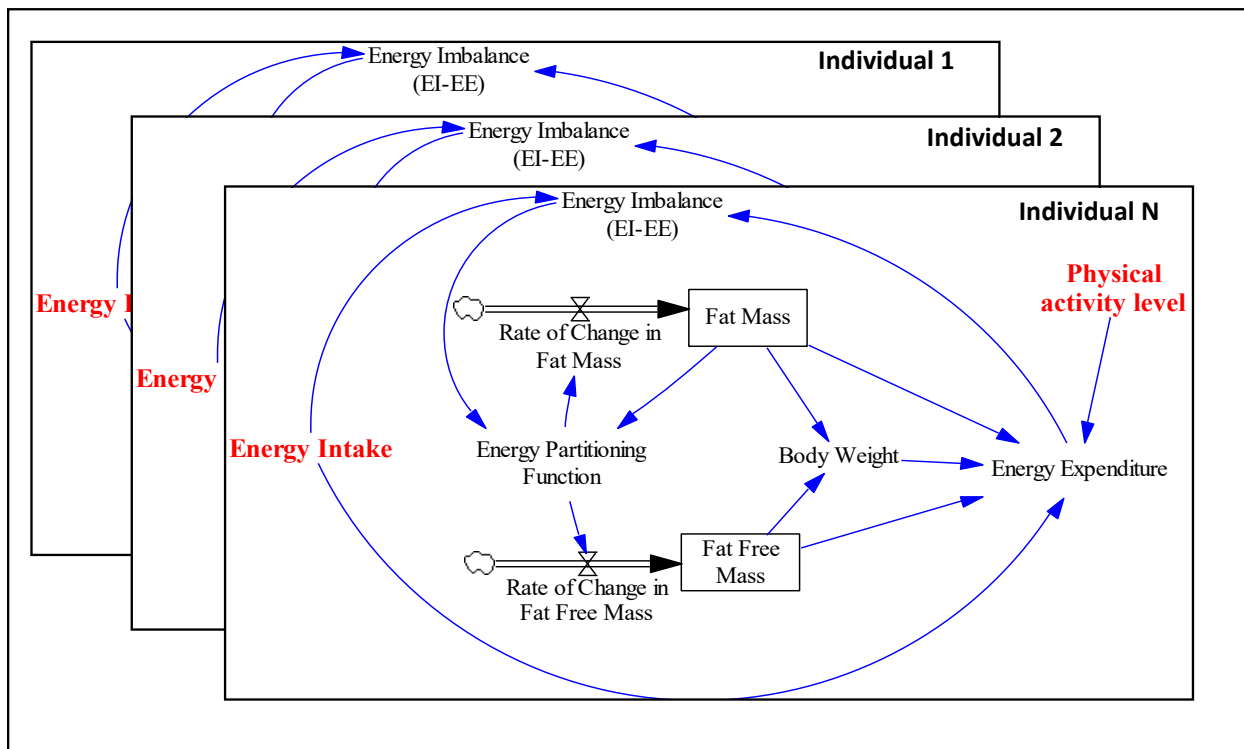 Energy Imbalance
(EI-EE)
Individual 1
Energy Imbalance
(EI-EE)
Individual 2
Energy Imbalance
(EI-EE)
Individual N
Physical
activity level
Energy
Energy
Fat Mass
Rate of Change in
Fat Mass
Energy Intake
Energy Partitioning
Function
Body Weight
Energy Expenditure
Fat Free
Mass
Rate of Change in
Fat Free Mass